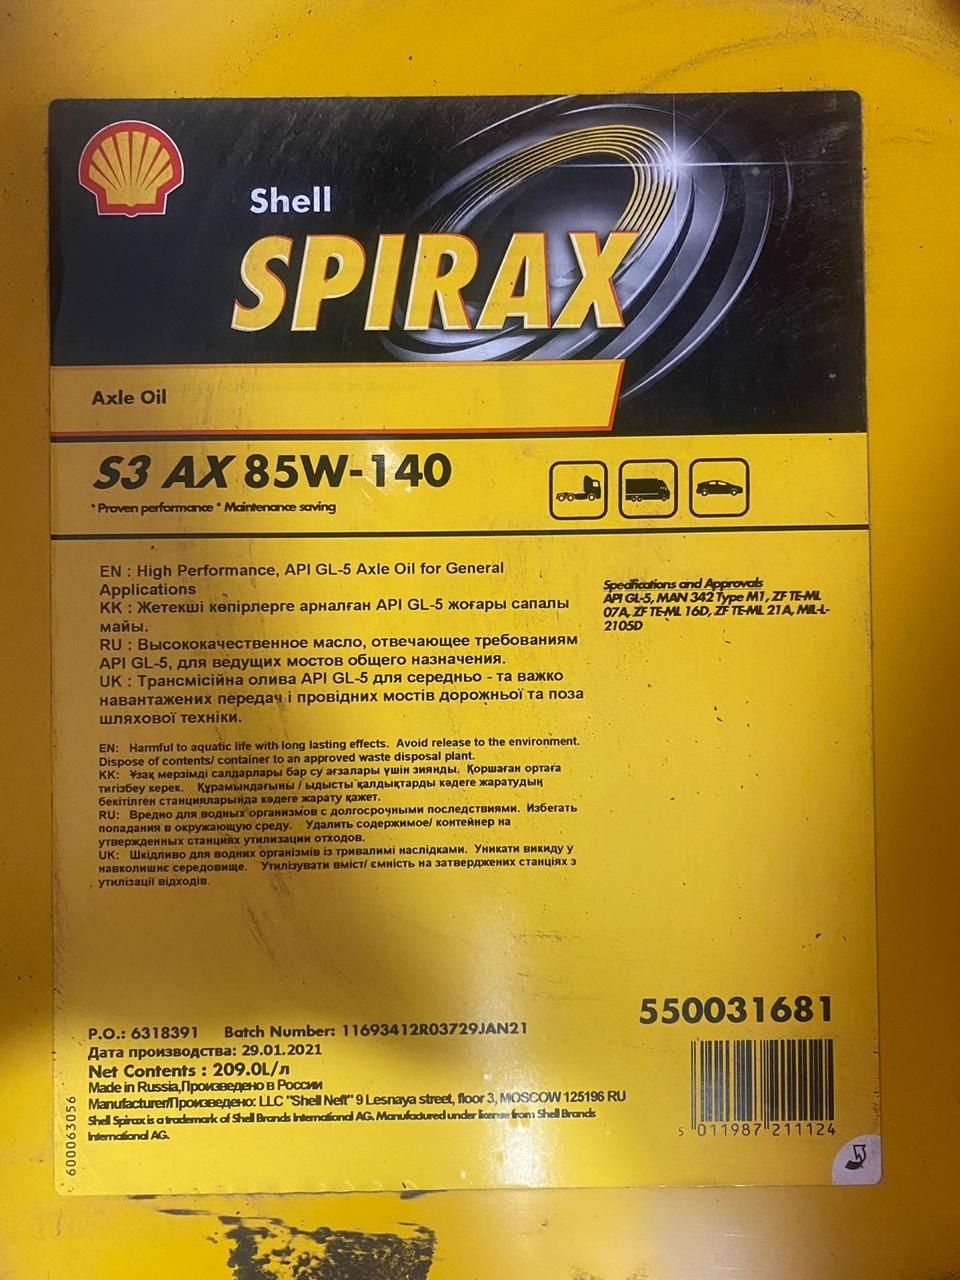 Shell
SPIRAX
Axle Oil
S3 AX 85W-140
* Proven performance * Maintenance saving
EN : High Performance, API GL-5 Axle Oil for General
Applications
KK : Жетекші көпірлерге арналған API GL-5 жоғары сапалы
майы.
RU : Высококачественное масло, отвечающее требованиям
API GL-5, для ведущих мостов общего назначения.
UK : Трансмісійна олива API GL-5 для середньо - та важко
навантажених передач і провідних мостів дорожньої та поза
шляхової техніки.
Specifications and Approvals
API GL-5, MAN 342 Type M1, ZF TE-ML
07A, ZF TE-ML 16D, ZF TE-ML 21A, MIL-L-
2105D
EN: Harmful to aquatic life with long lasting effects. Avoid release to the environment.
Dispose of contents/ container to an approved waste disposal plant.
KK: Ұзақ мерзімді салдарлары бар су ағзалары үшін зиянды. Қоршаған ортаға
тигізбеу керек. Құрамындағыны / ыдысты қалдықтарды көдеге жаратудың
бекітілген станцияларында көдеге жарату қажет.
RU: Вредно для водных организмов с долгосрочными последствиями. Избегать
попадания в окружающую среду. Удалить содержимое/ контейнер на
утвержденных станциях утилизации отходов.
UK: Шкідливо для водних організмів із тривалимі наслідками. Уникати викиду у
навколишнє середовище. Утилізувати вміст/ ємність на затверджених станціях з
утилізації відходів.
550031681
P.O.: 6318391 Batch Number: 11693412R03729JAN21
Дата производства: 29.01.2021
Net Contents : 209.0L/л
Made in Russia,Произведено в России
Manufacturer/Произведено: LLC "Shell Neft" 9 Lesnaya street, floor 3, MOSCOW 125196 RU
Shell Spirax is a trademark of Shell Brands International AG. Manufactured under license from Shell Brands
International AG.
5 011987 211124
600063056